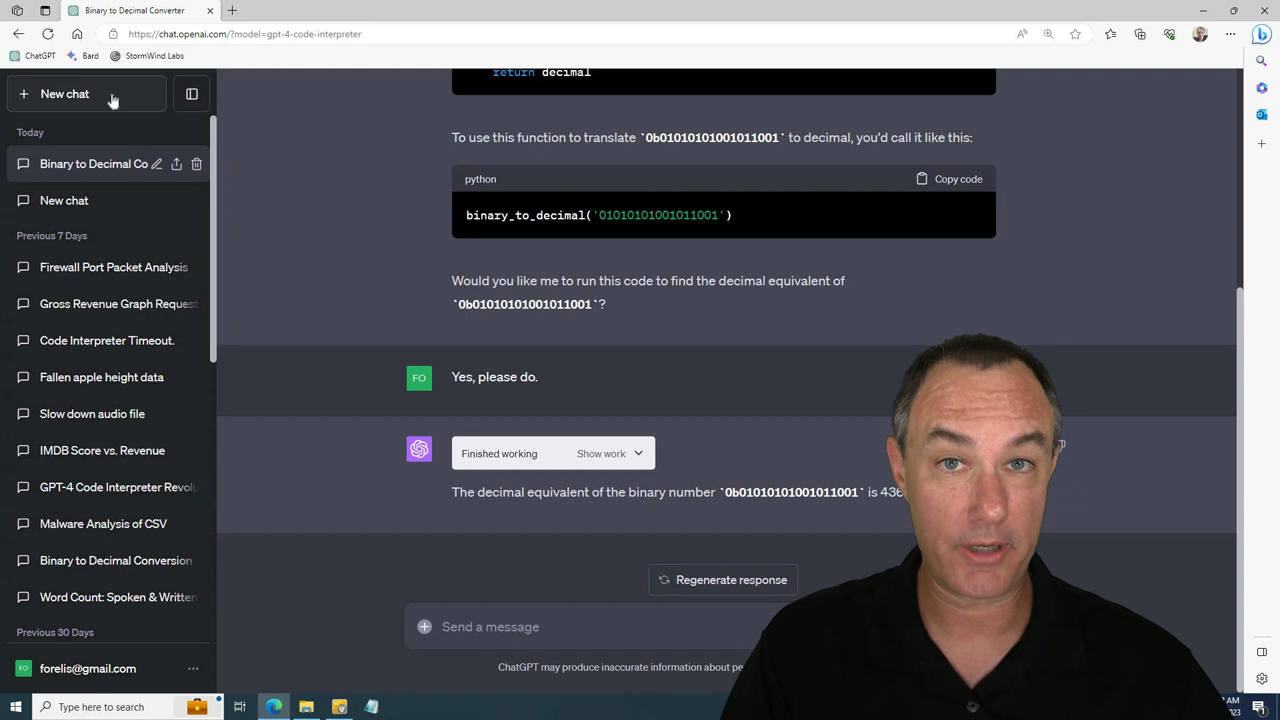 Binary to Decimal Converter
https://chat.openai.com/?model=gpt-4-code-interpreter
ChatGPT
Bard
StormWind Labs
New chat
Today
Binary to Decimal Co
New chat
Previous 7 Days
Firewall Port Packet Analysis
Gross Revenue Graph Request
Code Interpreter Timeout.
Fallen apple height data
Slow down audio file
IMDB Score vs. Revenue
GPT-4 Code Interpreter Revolu
Malware Analysis of CSV
Binary to Decimal Conversion
Word Count: Spoken & Written
Previous 30 Days
forelis@gmail.com
return decimal
To use this function to translate `0b01010101001011001` to decimal, you'd call it like this:
python
Copy code
binary_to_decimal('01010101001011001')
Would you like me to run this code to find the decimal equivalent of
`0b01010101001011001`?
FO
Yes, please do.
Finished working
Show work
The decimal equivalent of the binary number `0b01010101001011001` is 436
Regenerate response
Send a message
ChatGPT may produce inaccurate information about
FO
Type here to search
AM
023